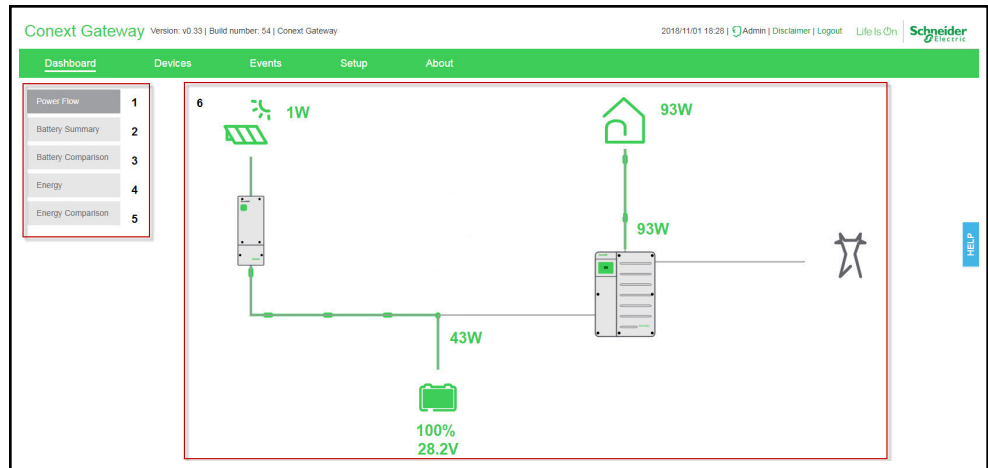 Conext Gateway Version: v0.33 | Build number: 54 | Conext Gateway 2018/11/01 18:28 | Admin | Disclaimer | Logout Life Is On | Schneider Electric
Dashboard Devices Events Setup About
Power Flow 1
Battery Summary 2
Battery Comparison 3
Energy 4
Energy Comparison 5
6
1W
93W
93W
43W
100%
28.2V
HELP